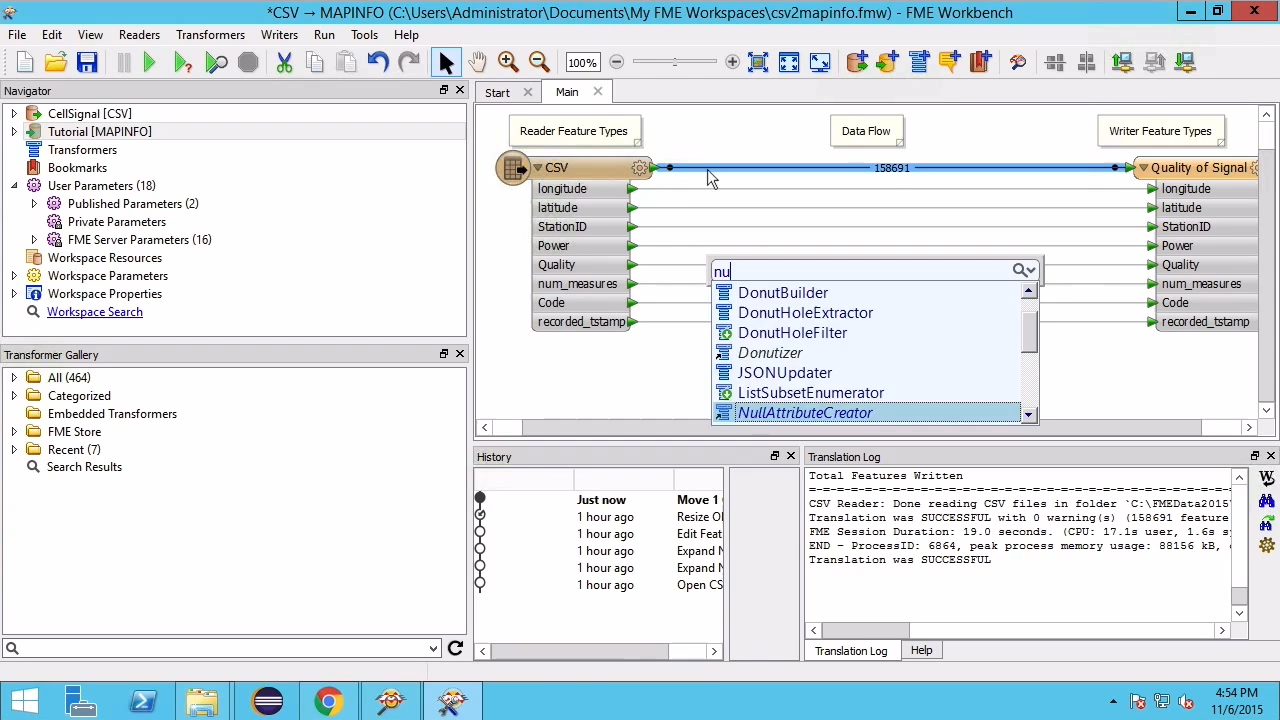 *CSV → MAPINFO (C:\Users\Administrator\Documents\My FME Workspaces\csv2mapinfo.fmw) - FME Workbench
File Edit View Readers Transformers Writers Run Tools Help
100%
Navigator
CellSignal [CSV]
Tutorial [MAPINFO]
Transformers
Bookmarks
User Parameters (18)
Published Parameters (2)
Private Parameters
FME Server Parameters (16)
Workspace Resources
Workspace Parameters
Workspace Properties
Workspace Search
Transformer Gallery
All (464)
Categorized
Embedded Transformers
FME Store
Recent (7)
Search Results
Start Main
Reader Feature Types Data Flow Writer Feature Types
CSV 158691 Quality of Signal
longitude longitude
latitude latitude
StationID StationID
Power Power
Quality Quality
num_measures num_measures
Code Code
recorded_tstamp recorded_tstamp
nu
DonutBuilder
DonutHoleExtractor
DonutHoleFilter
Donutizer
JSONUpdater
ListSubsetEnumerator
NullAttributeCreator
History
Just now Move 1
1 hour ago Resize Ol
1 hour ago Edit Feat
1 hour ago Expand N
1 hour ago Expand N
1 hour ago Open CS
Translation Log
Total Features Written
CSV Reader: Done reading CSV files in folder `C:\FMEData2015
Translation was SUCCESSFUL with 0 warning(s) (158691 feature
FME Session Duration: 19.0 seconds. (CPU: 17.1s user, 1.6s s
END - ProcessID: 6864, peak process memory usage: 88156 kB,
Translation was SUCCESSFUL
Translation Log Help
4:54 PM
11/6/2015